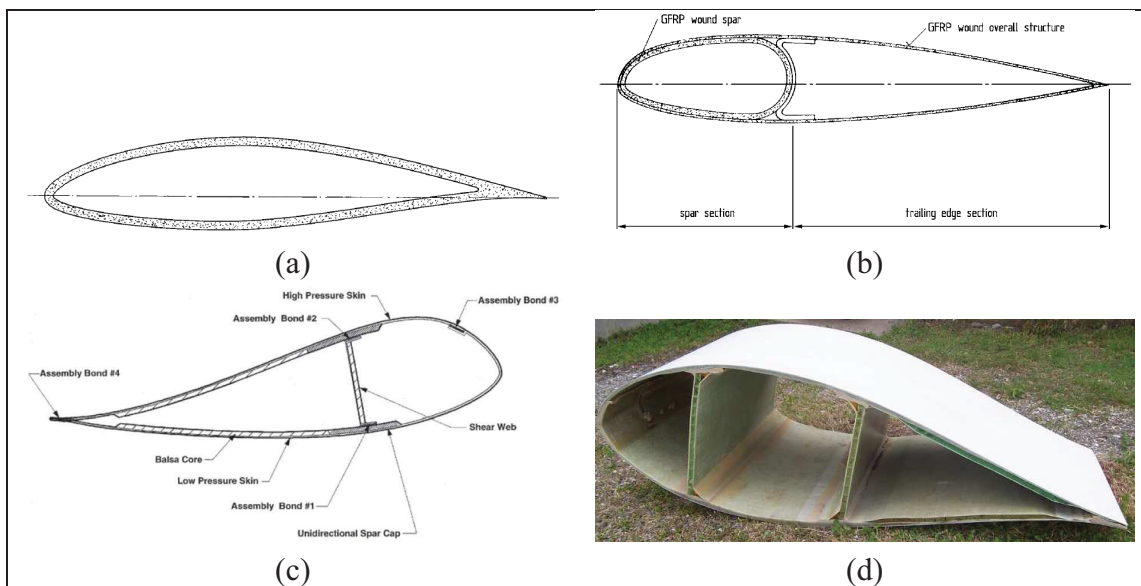 GFRP wound spar
GFRP wound overall structure
spar section
trailing edge section
(a)
(b)
High Pressure Skin
Assembly Bond #3
Assembly Bond #2
Assembly Bond #4
Shear Web
Balsa Core
Low Pressure Skin
Assembly Bond #1
Unidirectional Spar Cap
(c)
(d)